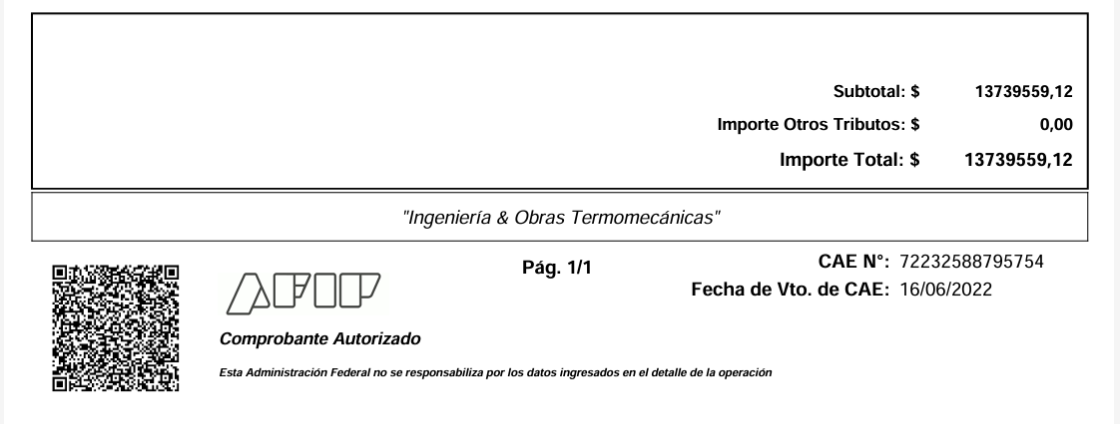 Subtotal: $ 13739559,12
Importe Otros Tributos: $ 0,00
Importe Total: $ 13739559,12
"Ingeniería & Obras Termomecánicas"
Pág. 1/1
CAE N°: 72232588795754
Fecha de Vto. de CAE: 16/06/2022
AFIP
Comprobante Autorizado
Esta Administración Federal no se responsabiliza por los datos ingresados en el detalle de la operación